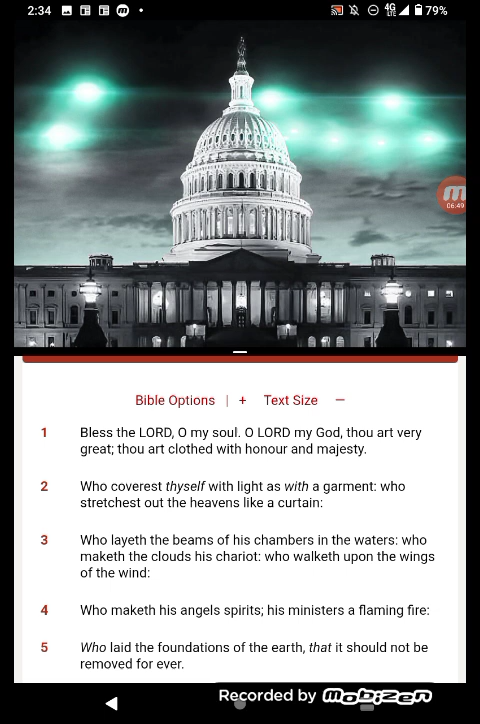 2:34
4G
LTE
79%
06:49
Bible Options | + Text Size −
1 Bless the LORD, O my soul. O LORD my God, thou art very
great; thou art clothed with honour and majesty.
2 Who coverest thyself with light as with a garment: who
stretchest out the heavens like a curtain:
3 Who layeth the beams of his chambers in the waters: who
maketh the clouds his chariot: who walketh upon the wings
of the wind:
4 Who maketh his angels spirits; his ministers a flaming fire:
5 Who laid the foundations of the earth, that it should not be
removed for ever.
Recorded by Mobizen